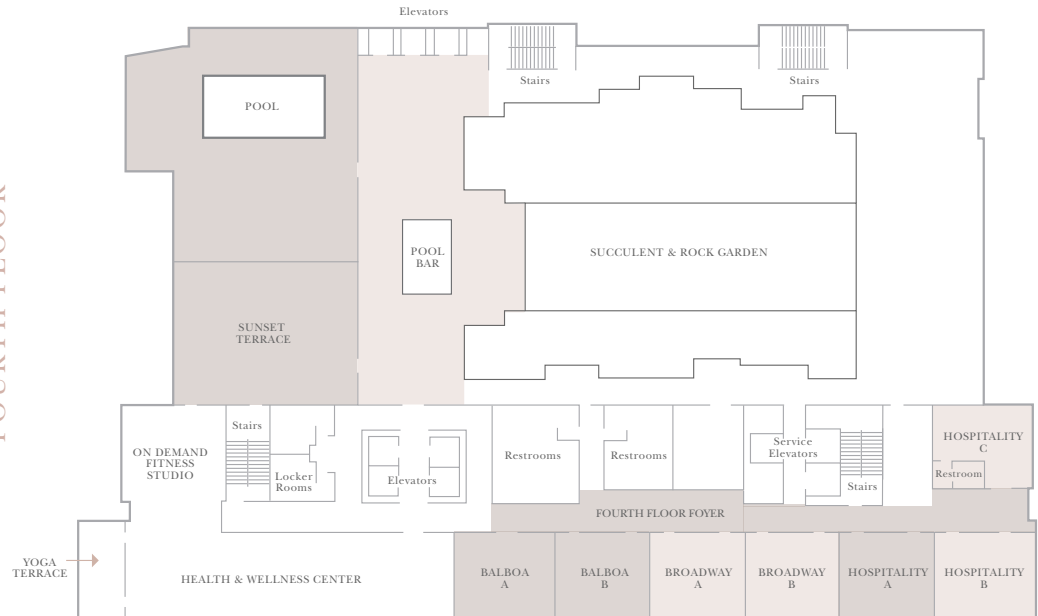 Elevators
Stairs
Stairs
POOL
POOL
BAR
SUCCULENT & ROCK GARDEN
SUNSET
TERRACE
FOURTH FLOOR
Stairs
ON DEMAND
FITNESS
STUDIO
Locker
Rooms
Elevators
Restrooms
Restrooms
Service
Elevators
Stairs
HOSPITALITY
C
Restroom
FOURTH FLOOR FOYER
YOGA
TERRACE
HEALTH & WELLNESS CENTER
BALBOA
A
BALBOA
B
BROADWAY
A
BROADWAY
B
HOSPITALITY
A
HOSPITALITY
B